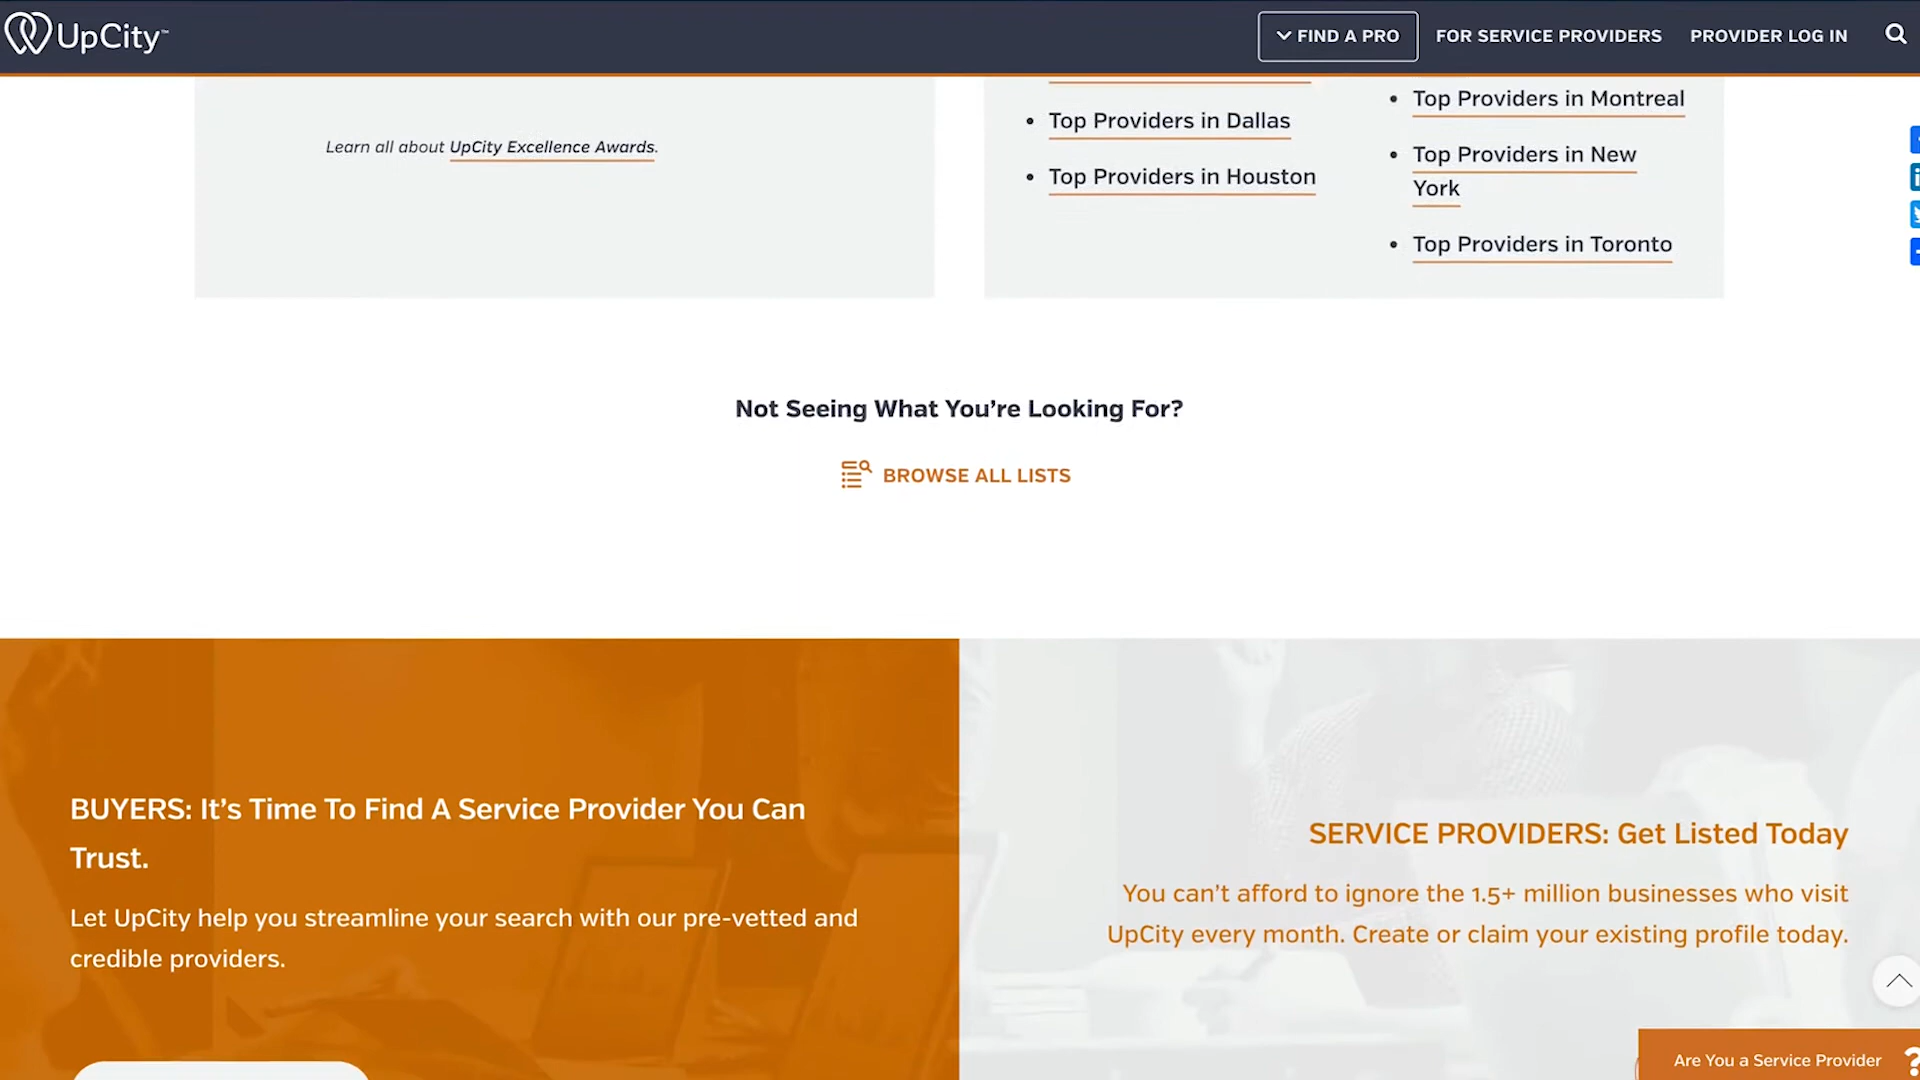 UpCity™
FIND A PRO
FOR SERVICE PROVIDERS
PROVIDER LOG IN
Learn all about UpCity Excellence Awards.
Top Providers in Dallas
Top Providers in Houston
Top Providers in Montreal
Top Providers in New
York
Top Providers in Toronto
Not Seeing What You’re Looking For?
BROWSE ALL LISTS
BUYERS: It’s Time To Find A Service Provider You Can
Trust.
Let UpCity help you streamline your search with our pre-vetted and
credible providers.
SERVICE PROVIDERS: Get Listed Today
You can’t afford to ignore the 1.5+ million businesses who visit
UpCity every month. Create or claim your existing profile today.
Are You a Service Provider ?